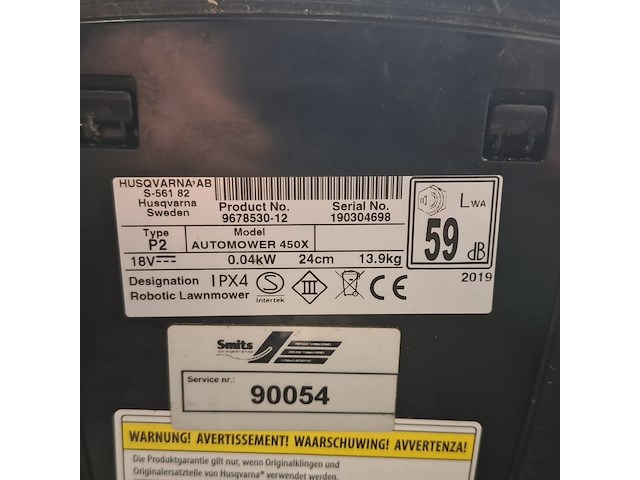 HUSQVARNA AB
S-561 82
Husqvarna
Sweden
Product No.
9678530-12
Serial No.
190304698
Type
P2
Model
AUTOMOWER 450X
18V 0.04kW 24cm 13.9kg
Designation IPX4
Robotic Lawnmower
S
Intertek
III
CE
LWA
59
dB
2019
Smits
Service nr.:
90054
WARNUNG! AVERTISSEMENT! WAARSCHUWING! AVVERTENZA!
Die Produktgarantie gilt nur, wenn Originalklingen und
Originalersatzteile von Husqvarna® verwendet werden.